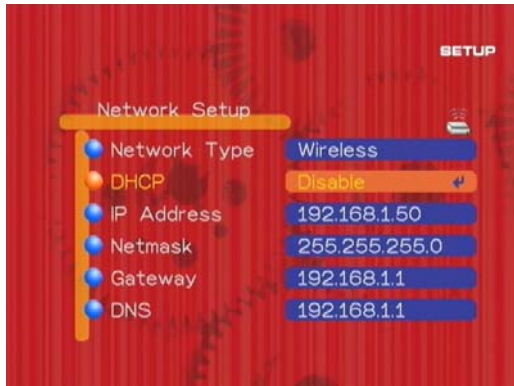 SETUP
Network Setup
Network Type Wireless
DHCP Disable
IP Address 192.168.1.50
Netmask 255.255.255.0
Gateway 192.168.1.1
DNS 192.168.1.1